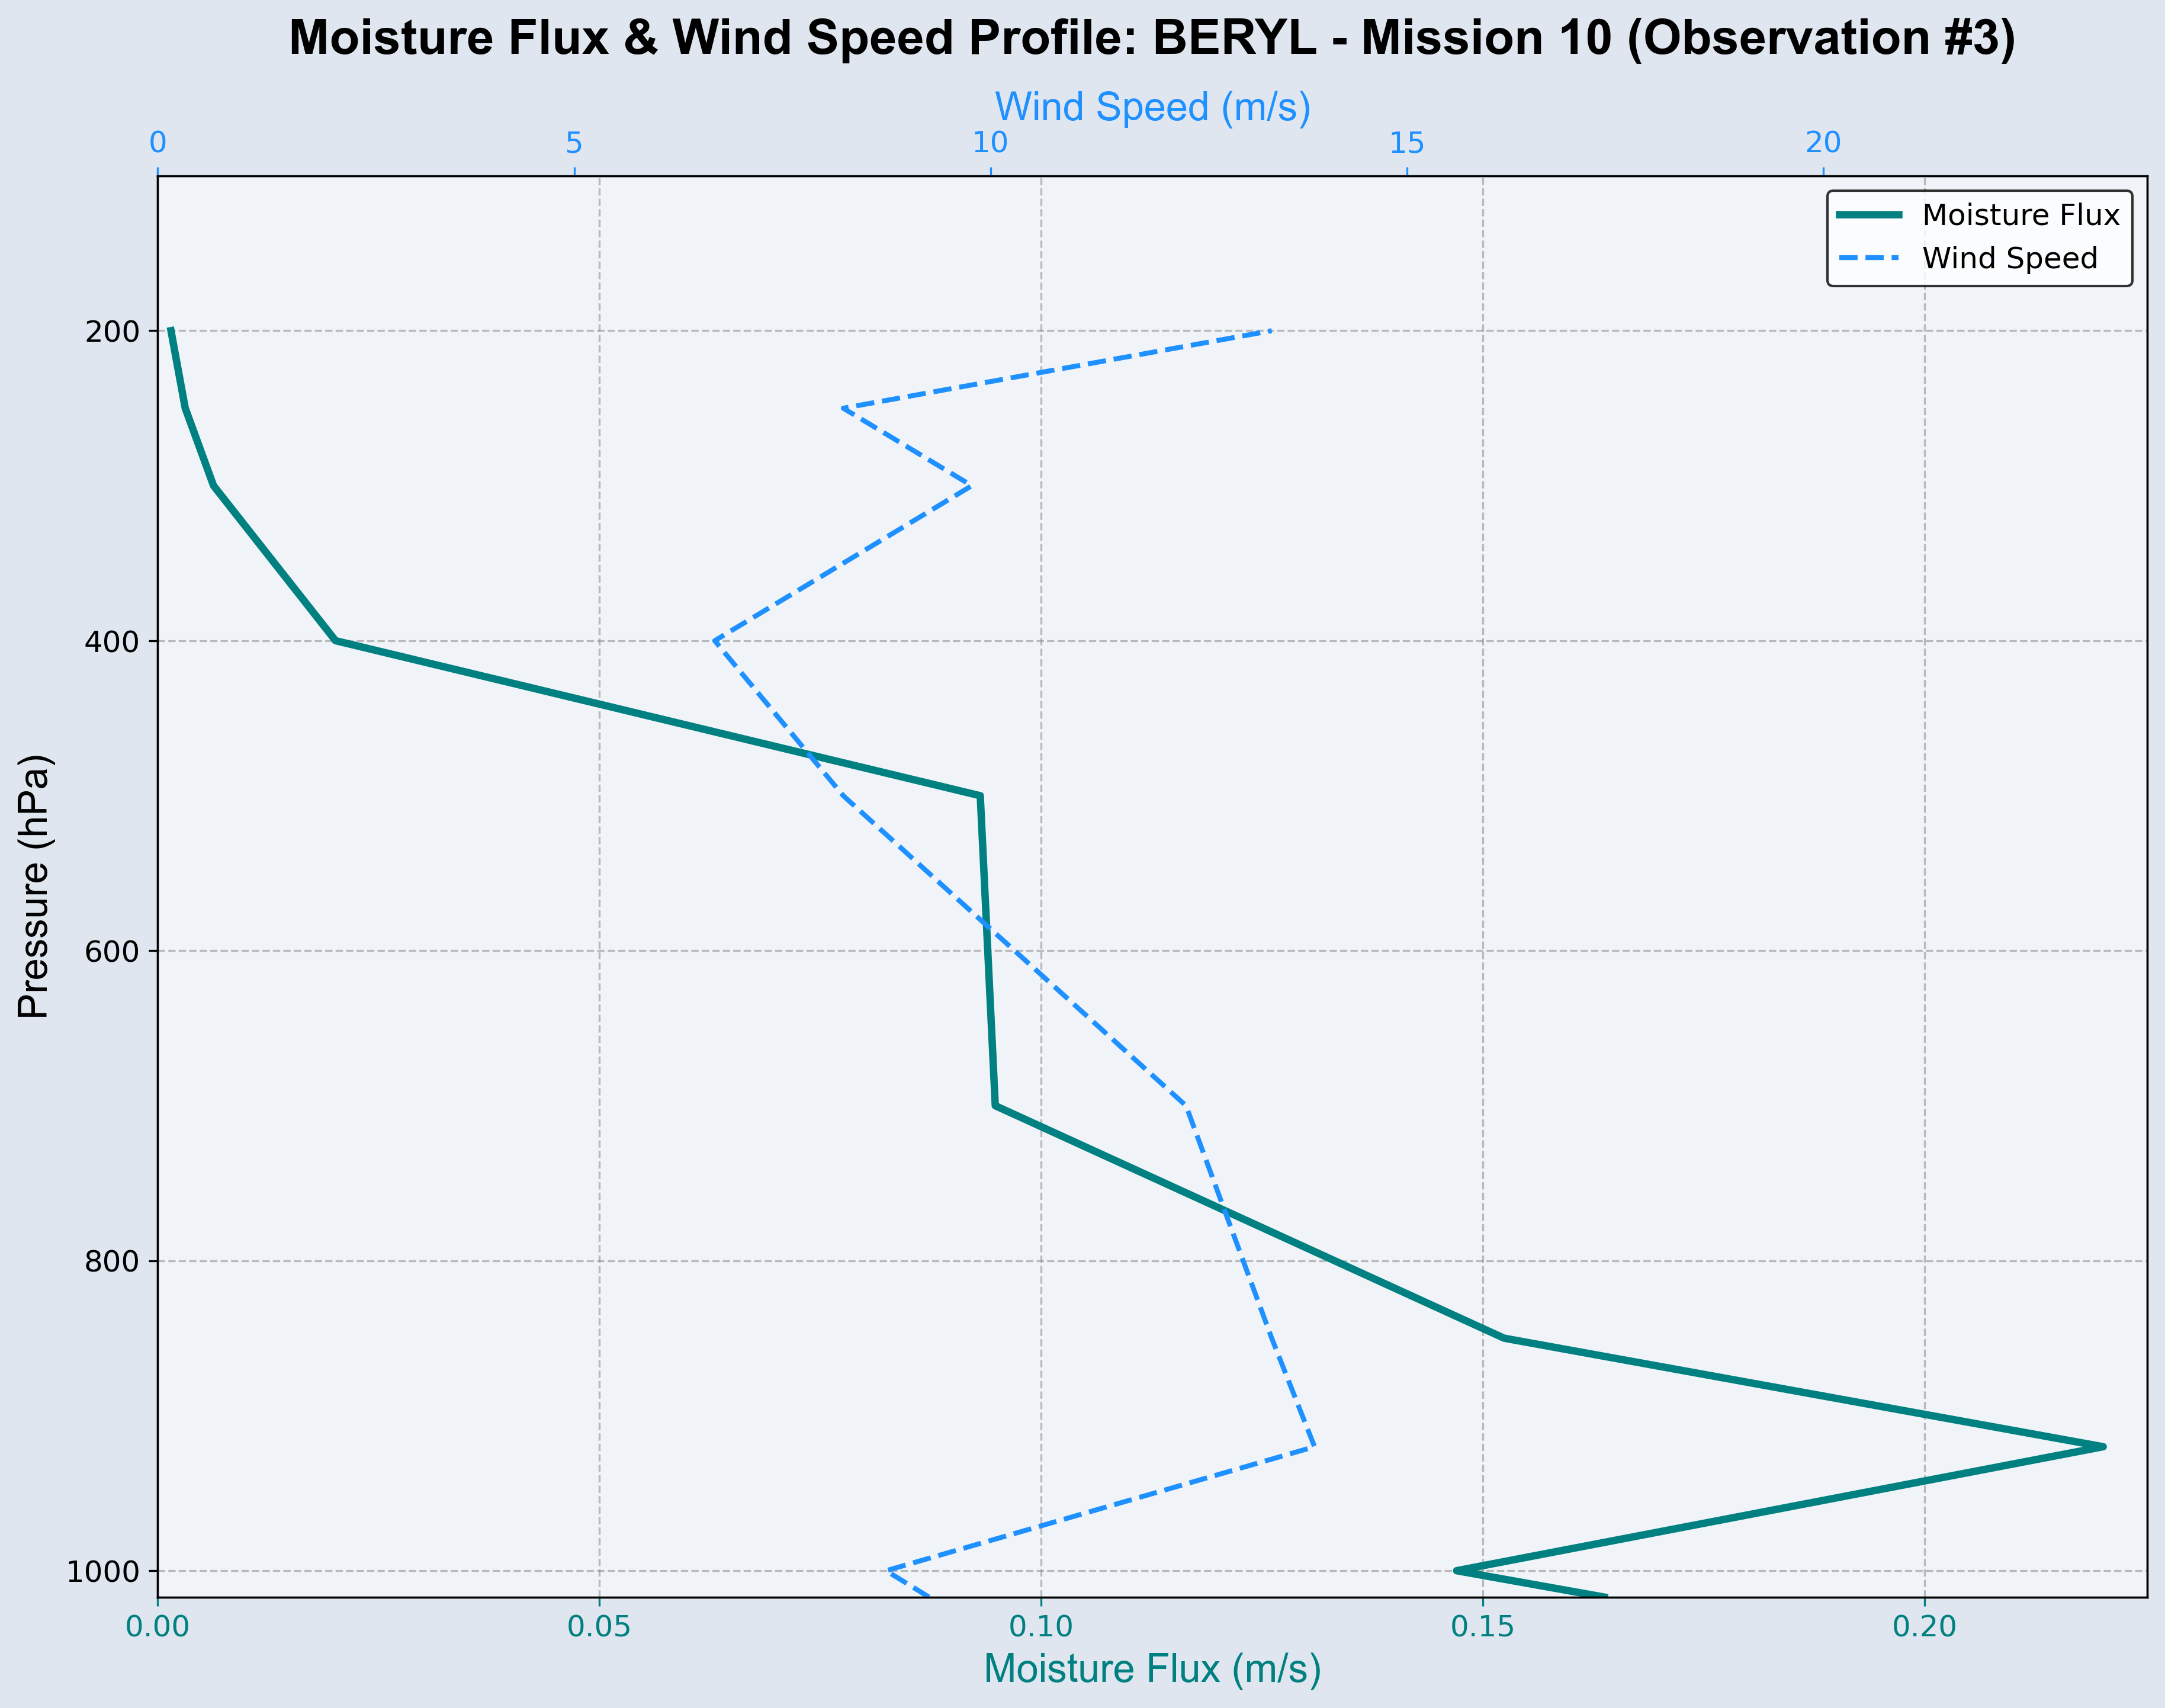 Moisture Flux & Wind Speed Profile: BERYL - Mission 10 (Observation #3)
Wind Speed (m/s)
0 5 10 15 20
Moisture Flux
Wind Speed
200
400
600
800
1000
Pressure (hPa)
0.00 0.05 0.10 0.15 0.20
Moisture Flux (m/s)